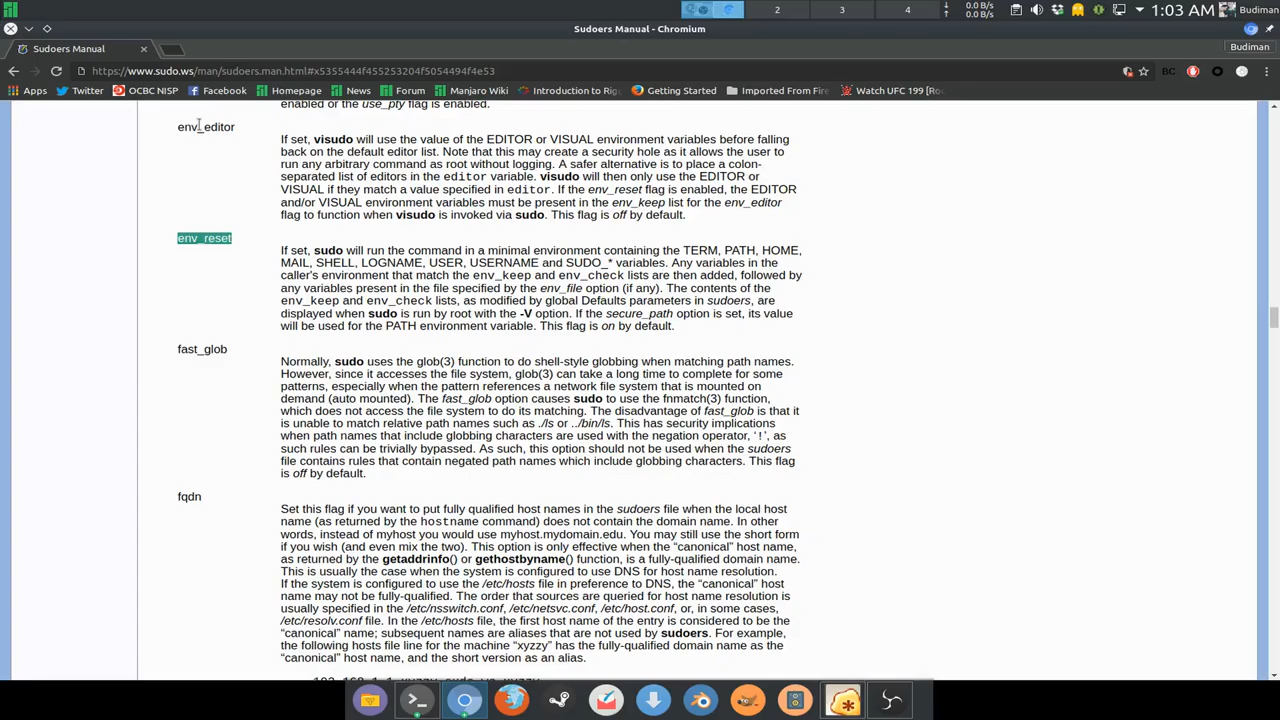 2
3
4
0.0 B/s
0.0 B/s
1:03 AM
Budiman
Sudoers Manual - Chromium
Sudoers Manual
Budiman
https://www.sudo.ws/man/sudoers.man.html#x5355444f455253204f5054494f4e53
BC
Apps Twitter OCBC NISP Facebook Homepage News Forum Manjaro Wiki Introduction to Rig Getting Started Imported From Watch UFC 199 [Ro
enabled or the use_pty flag is enabled.
env_editor
If set, visudo will use the value of the EDITOR or VISUAL environment variables before falling
back on the default editor list. Note that this may create a security hole as it allows the user to
run any arbitrary command as root without logging. A safer alternative is to place a colon-
separated list of editors in the editor variable. visudo will then only use the EDITOR or
VISUAL if they match a value specified in editor. If the env_reset flag is enabled, the EDITOR
and/or VISUAL environment variables must be present in the env_keep list for the env_editor
flag to function when visudo is invoked via sudo. This flag is off by default.
env_reset
If set, sudo will run the command in a minimal environment containing the TERM, PATH, HOME,
MAIL, SHELL, LOGNAME, USER, USERNAME and SUDO_* variables. Any variables in the
caller's environment that match the env_keep and env_check lists are then added, followed by
any variables present in the file specified by the env_file option (if any). The contents of the
env_keep and env_check lists, as modified by global Defaults parameters in sudoers, are
displayed when sudo is run by root with the -V option. If the secure_path option is set, its value
will be used for the PATH environment variable. This flag is on by default.
fast_glob
Normally, sudo uses the glob(3) function to do shell-style globbing when matching path names.
However, since it accesses the file system, glob(3) can take a long time to complete for some
patterns, especially when the pattern references a network file system that is mounted on
demand (auto mounted). The fast_glob option causes sudo to use the fnmatch(3) function,
which does not access the file system to do its matching. The disadvantage of fast_glob is that it
is unable to match relative path names such as ./ls or ../bin/ls. This has security implications
when path names that include globbing characters are used with the negation operator, ‘!’, as
such rules can be trivially bypassed. As such, this option should not be used when the sudoers
file contains rules that contain negated path names which include globbing characters. This flag
is off by default.
fqdn
Set this flag if you want to put fully qualified host names in the sudoers file when the local host
name (as returned by the hostname command) does not contain the domain name. In other
words, instead of myhost you would use myhost.mydomain.edu. You may still use the short form
if you wish (and even mix the two). This option is only effective when the “canonical” host name,
as returned by the getaddrinfo() or gethostbyname() function, is a fully-qualified domain name.
This is usually the case when the system is configured to use DNS for host name resolution.
If the system is configured to use the /etc/hosts file in preference to DNS, the “canonical” host
name may not be fully-qualified. The order that sources are queried for host name resolution is
usually specified in the /etc/nsswitch.conf, /etc/netsvc.conf, /etc/host.conf, or, in some cases,
/etc/resolv.conf file. In the /etc/hosts file, the first host name of the entry is considered to be the
“canonical” name; subsequent names are aliases that are not used by sudoers. For example,
the following hosts file line for the machine “xyzzy” has the fully-qualified domain name as the
“canonical” host name, and the short version as an alias.